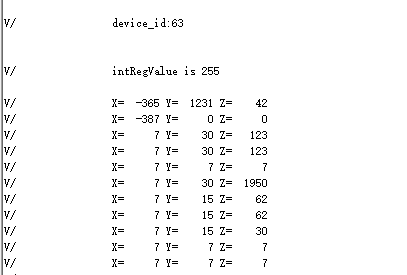 V/ device_id:63
V/ intRegValue is 255
V/ X= -365 Y= 1231 Z= 42
V/ X= -387 Y= 0 Z= 0
V/ X= 7 Y= 30 Z= 123
V/ X= 7 Y= 30 Z= 123
V/ X= 7 Y= 7 Z= 7
V/ X= 7 Y= 30 Z= 1950
V/ X= 7 Y= 15 Z= 62
V/ X= 7 Y= 15 Z= 62
V/ X= 7 Y= 15 Z= 30
V/ X= 7 Y= 7 Z= 7
V/ X= 7 Y= 7 Z= 7